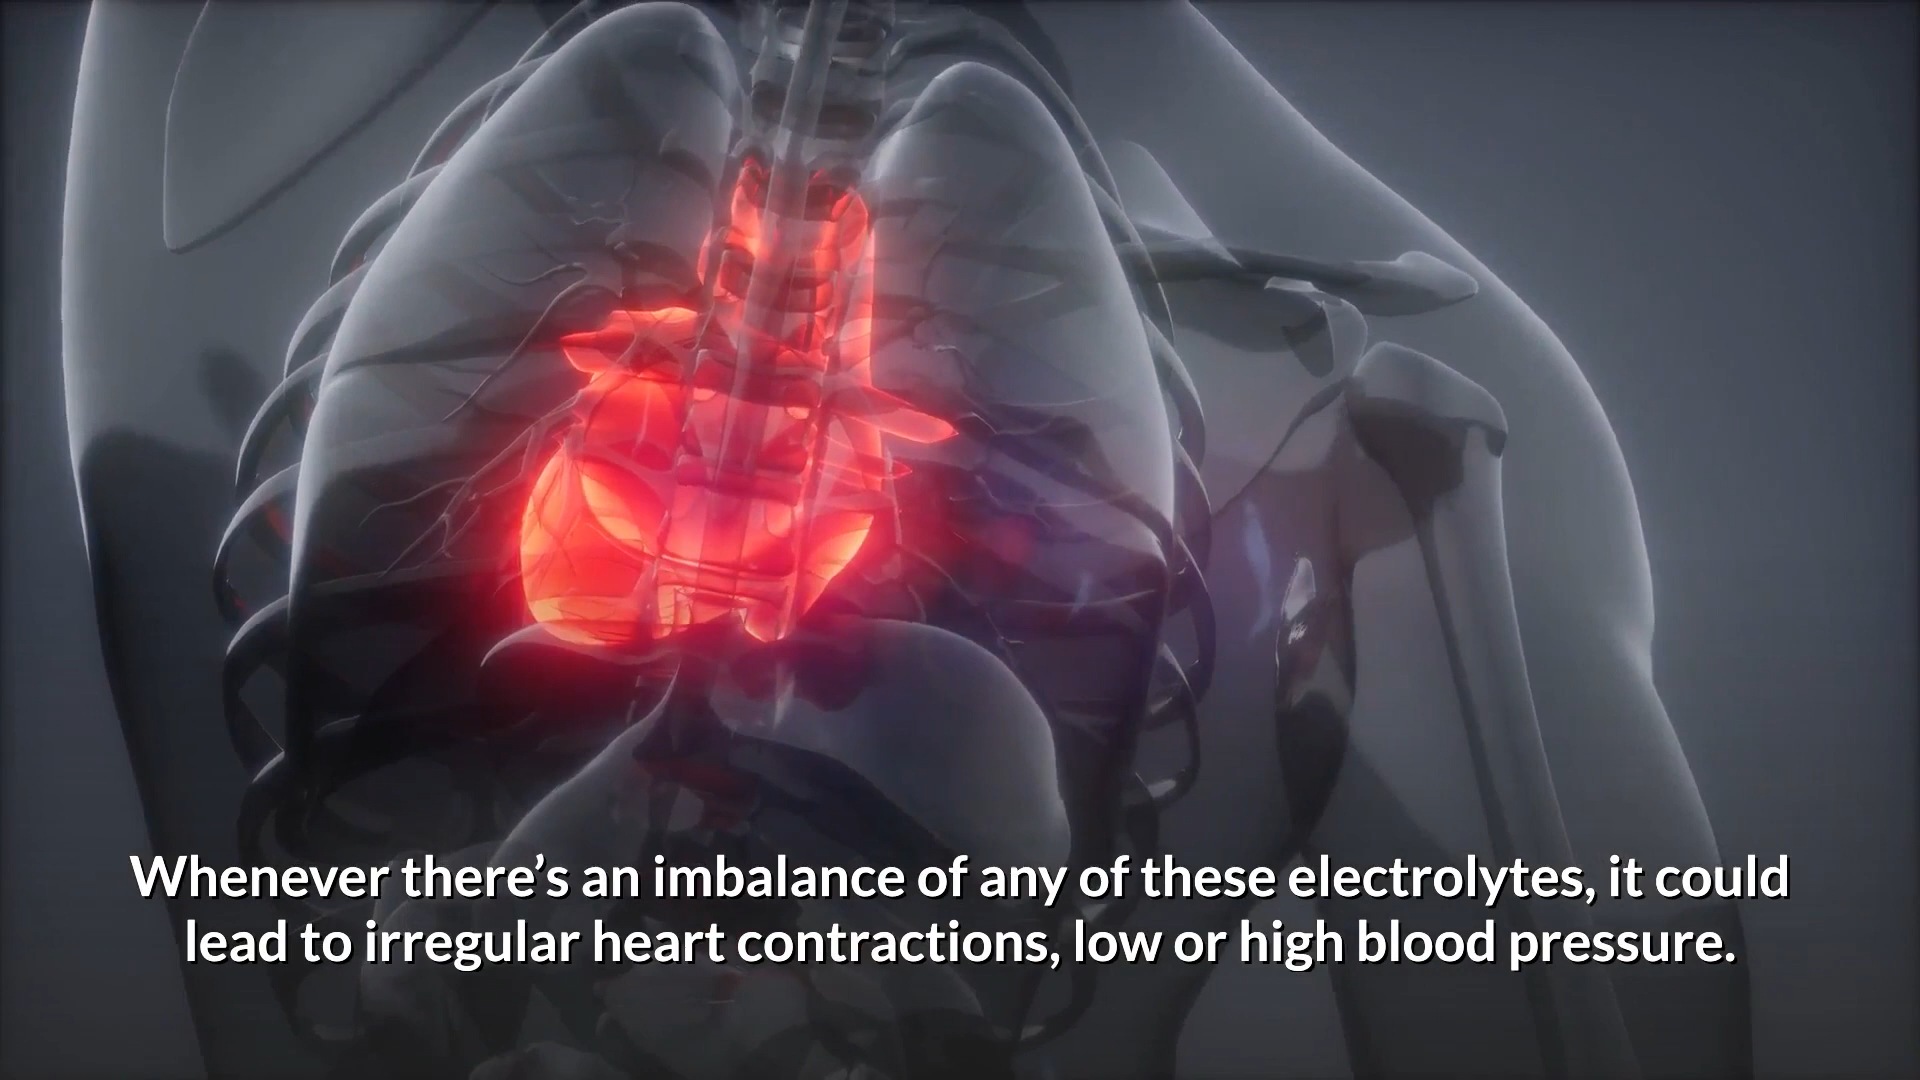 Whenever there’s an imbalance of any of these electrolytes, it could
lead to irregular heart contractions, low or high blood pressure.